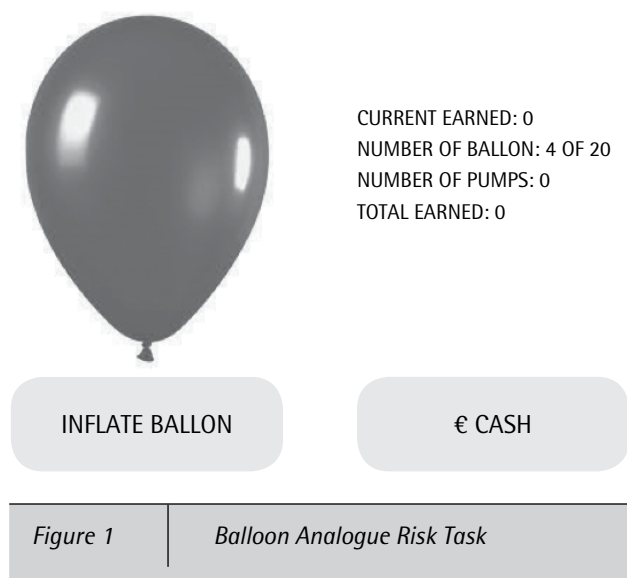 CURRENT EARNED: 0
NUMBER OF BALLON: 4 OF 20
NUMBER OF PUMPS: 0
TOTAL EARNED: 0
INFLATE BALLON
€ CASH
Figure 1
Balloon Analogue Risk Task